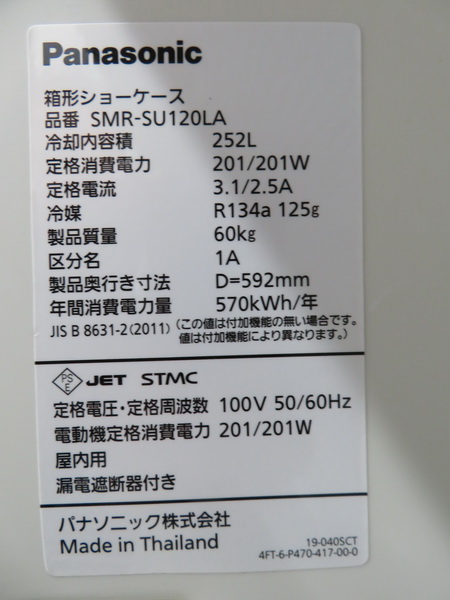 Panasonic
箱形ショーケース
品番 SMR-SU120LA
冷却内容積 252L
定格消費電力 201/201W
定格電流 3.1/2.5A
冷媒 R134a 125g
製品質量 60kg
区分名 1A
製品奥行き寸法 D=592mm
年間消費電力量 570kWh/年
JIS B 8631-2(2011) (この値は付加機能の無い場合です。
値は付加機能により異なります。)
PS E JET STMC
定格電圧・定格周波数 100V 50/60Hz
電動機定格消費電力 201/201W
屋内用
漏電遮断器付き
パナソニック株式会社
Made in Thailand
19-040SCT
4FT-6-P470-417-00-0